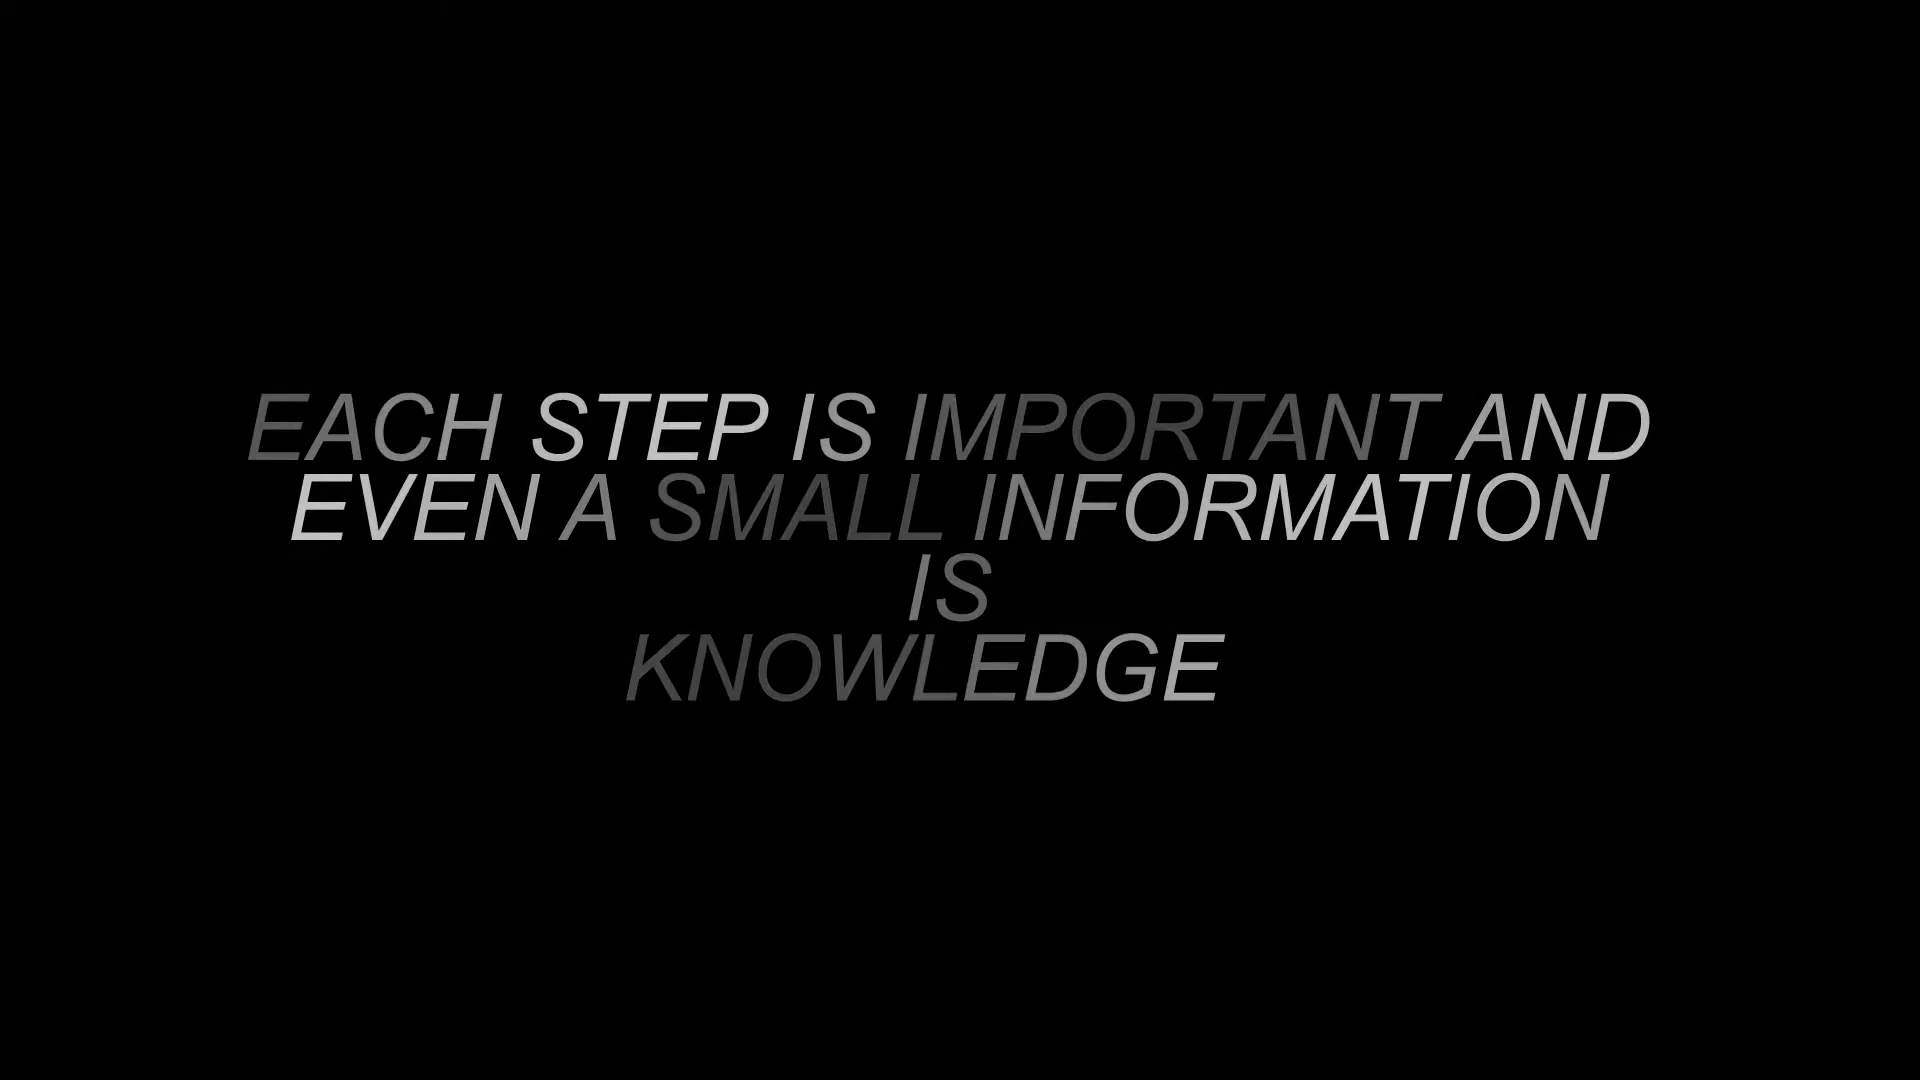 EACH STEP IS IMPORTANT AND
EVEN A SMALL INFORMATION
IS
KNOWLEDGE